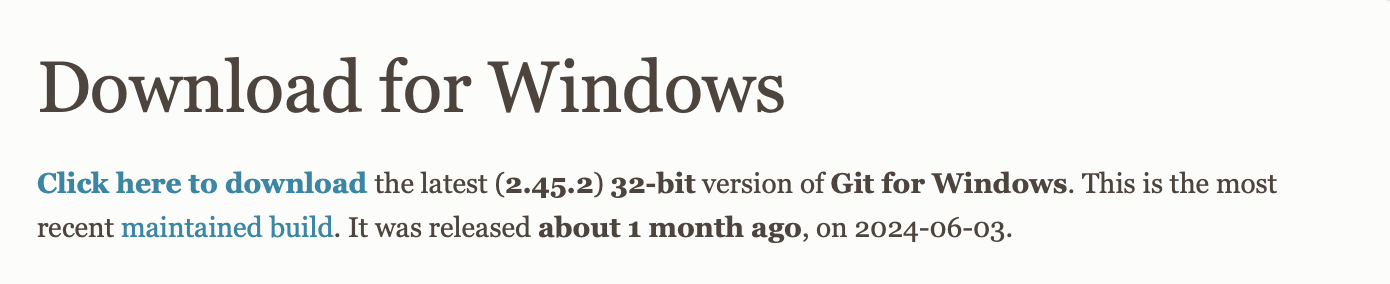 Download for Windows
Click here to download the latest (2.45.2) 32-bit version of Git for Windows. This is the most
recent maintained build. It was released about 1 month ago, on 2024-06-03.